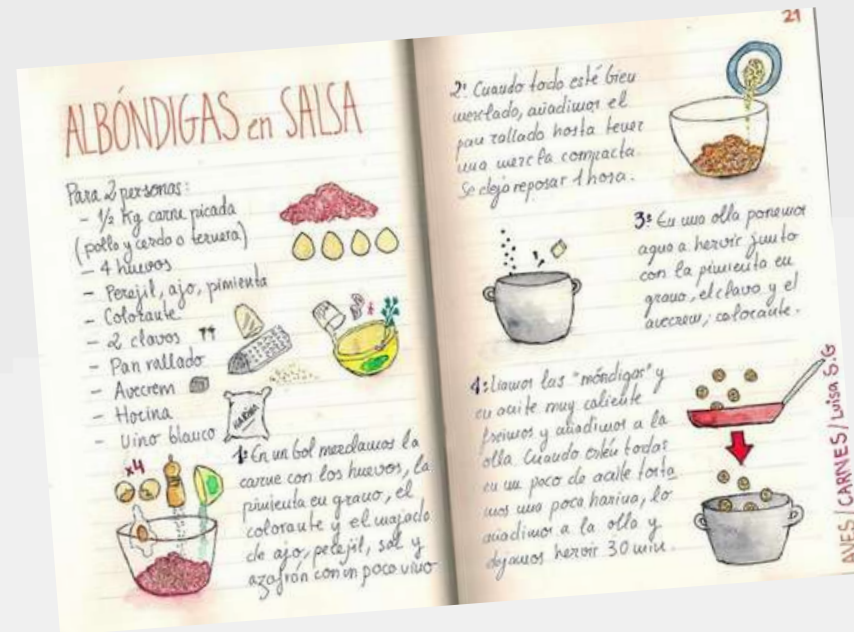 ALBÓNDIGAS en SALSA
Para 2 personas:
- 1/2 Kg carne picada
(pollo y cerdo o ternera)
- 4 huevos
- Perejil, ajo, pimienta
- Colorante
- 2 clavos
- Pan rallado
- Avecrem
- Harina
- Vino blanco
HARINA
x4
1º En un bol mezclamos la
carne con los huevos, la
pimienta en grano, el
colorante y el majado
de ajo, perejil, sal y
azafrán con un poco vino
21
2º Cuando todo esté bien
mezclado, añadimos el
pan rallado hasta tener
una mezcla compacta.
Se deja reposar 1 hora.
3º En una olla ponemos
agua a hervir junto
con la pimienta en
grano, el clavo y el
avecrem, colorante.
4º Liamos las "móndigas" y
en aceite muy caliente
freimos y añadimos a la
olla. Cuando estén todas
en un poco de aceite tosta
mos una poca harina, lo
añadimos a la olla y
dejamos hervir 30 min.
AVES / CARNES / Luisa S.G